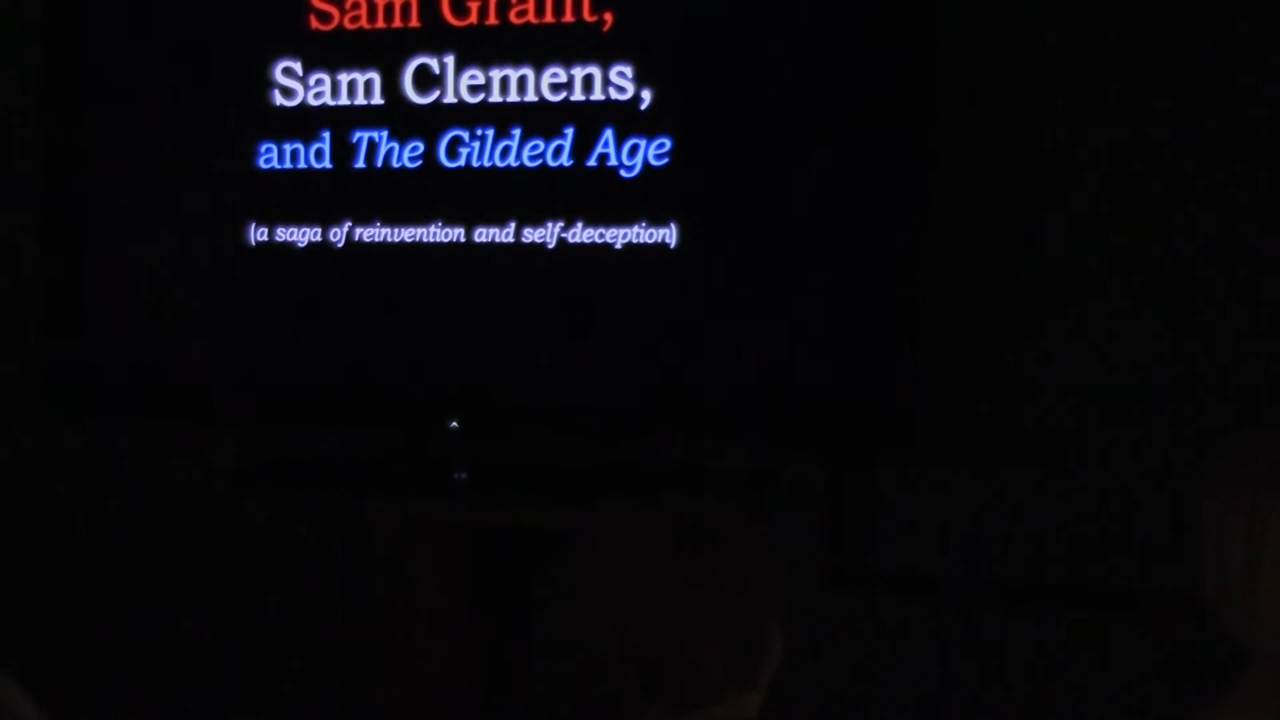 Sam Grant,
Sam Clemens,
and The Gilded Age
(a saga of reinvention and self-deception)